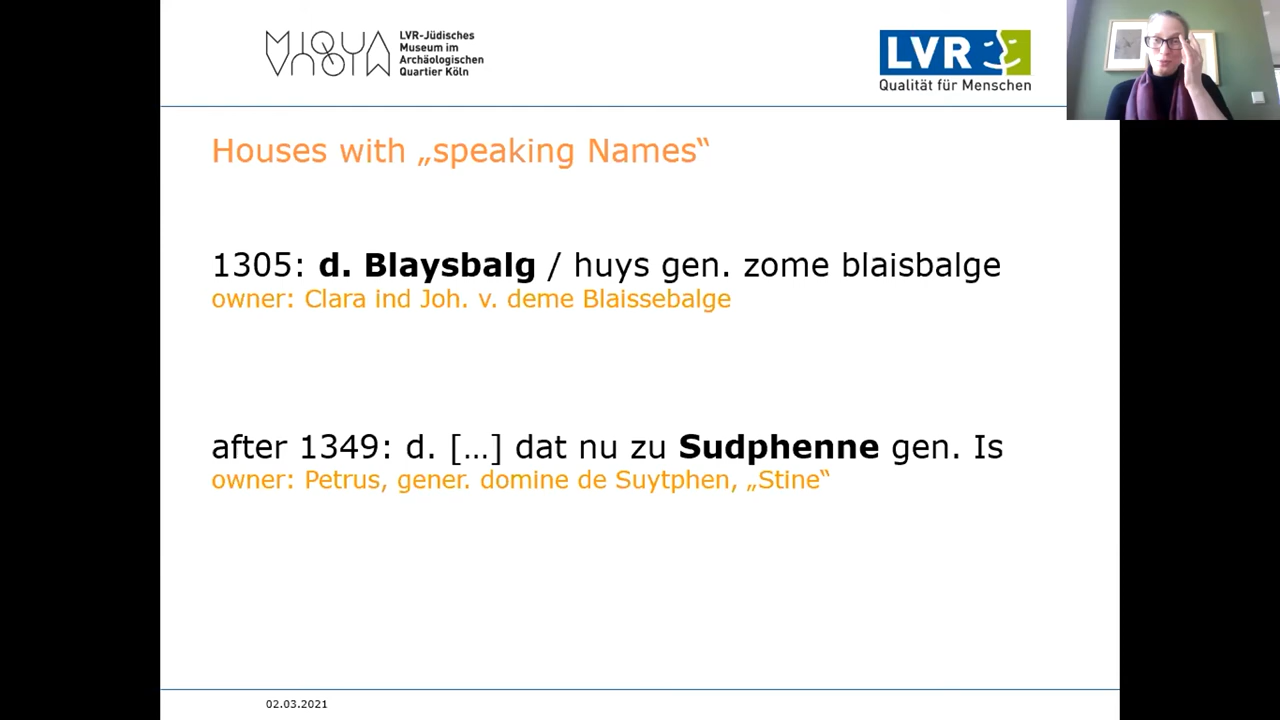 MIQUA
LVR-Jüdisches
Museum im
Archäologischen
Quartier Köln
LVR
Qualität für Menschen
Houses with „speaking Names“
1305: d. Blaysbalg / huys gen. zome blaisbalge
owner: Clara ind Joh. v. deme Blaissebalge
after 1349: d. […] dat nu zu Sudphenne gen. Is
owner: Petrus, gener. domine de Suytphen, „Stine“
02.03.2021